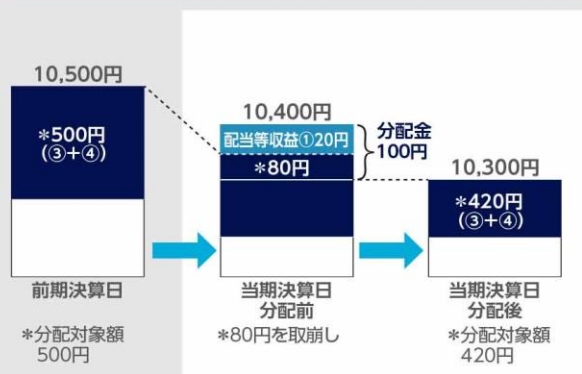 10,500円
*500円
(③+④)
前期決算日
*分配対象額
500円
10,400円
配当等収益①20円
*80円
分配金
100円
当期決算日
分配前
*80円を取崩し
10,300円
*420円
(③+④)
当期決算日
分配後
*分配対象額
420円